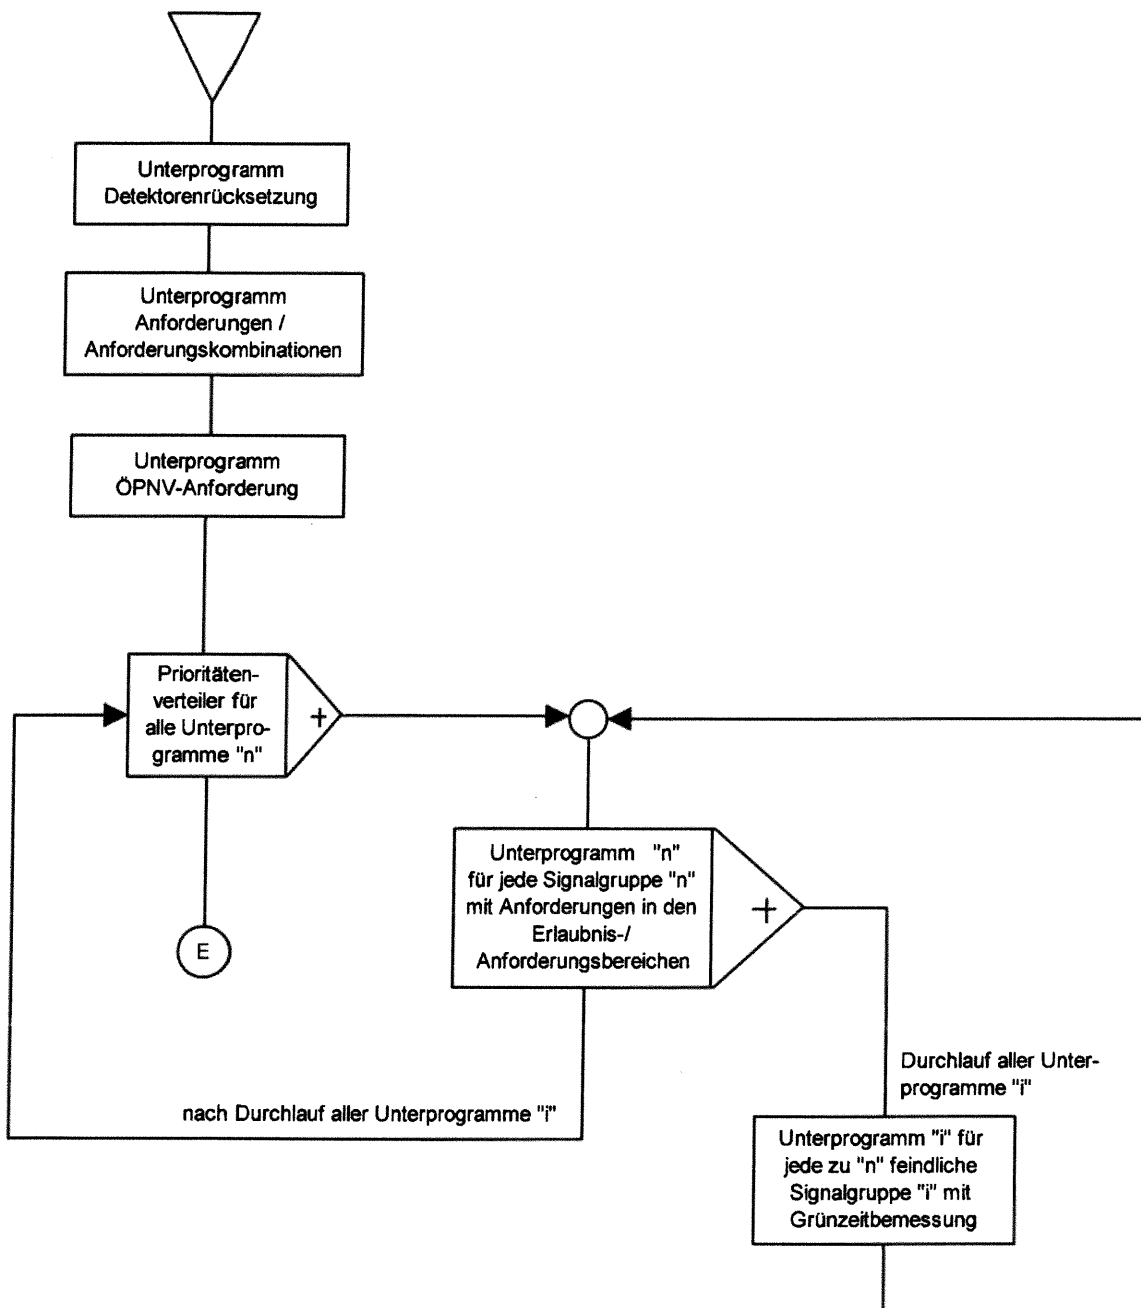 Unterprogramm
Detektorenrücksetzung
Unterprogramm
Anforderungen /
Anforderungskombinationen
Unterprogramm
ÖPNV-Anforderung
Prioritäten-
verteiler für
alle Unterpro-
gramme "n"
+
Unterprogramm "n"
für jede Signalgruppe "n"
mit Anforderungen in den
Erlaubnis-/
Anforderungsbereichen
+
E
Durchlauf aller Unter-
programme "i"
nach Durchlauf aller Unterprogramme "i"
Unterprogramm "i" für
jede zu "n" feindliche
Signalgruppe "i" mit
Grünzeitbemessung